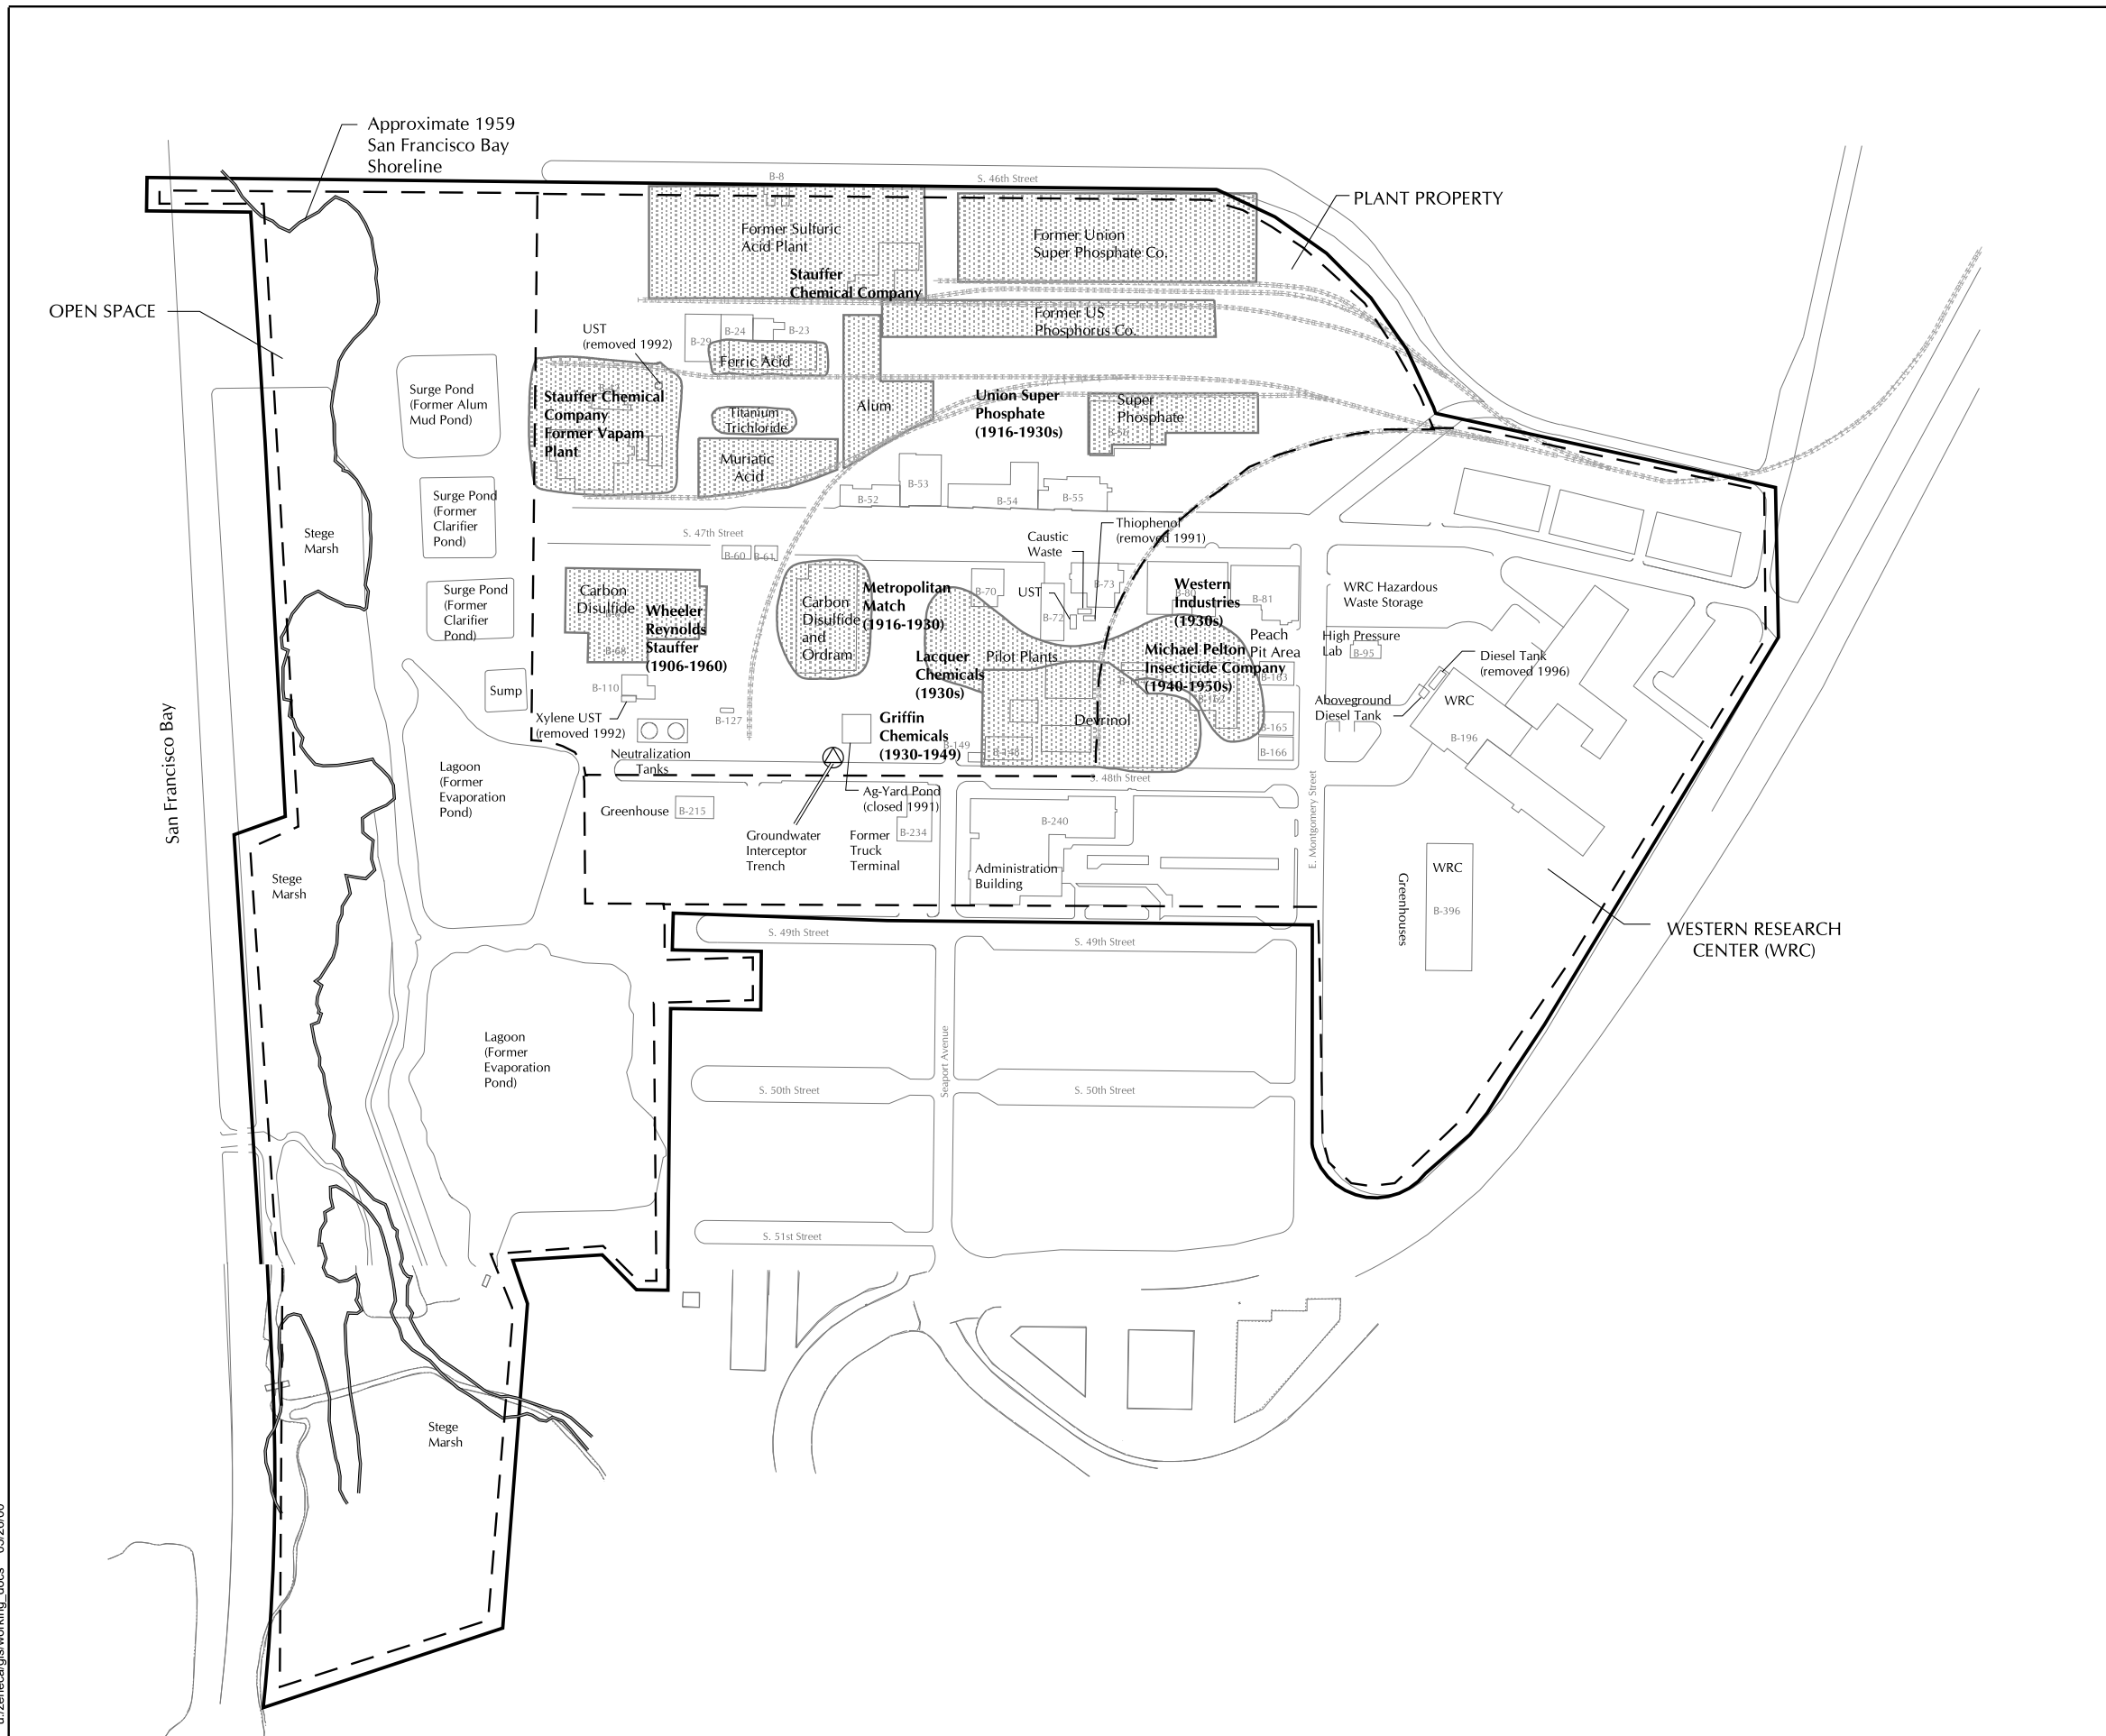 Approximate 1959
San Francisco Bay
Shoreline
B-8
S. 46th Street
PLANT PROPERTY
OPEN SPACE
Former Sulfuric
Acid Plant
Stauffer
Chemical Company
Former Union
Super Phosphate Co.
Former US
Phosphorus Co.
UST
(removed 1992)
B-29
B-24
B-23
Ferric Acid
Surge Pond
(Former Alum
Mud Pond)
Stauffer Chemical
Company
Former Vapam
Plant
Titanium
Trichloride
Alum
Muriatic
Acid
Union Super
Phosphate
(1916-1930s)
Super
Phosphate
Surge Pond
(Former
Clarifier
Pond)
B-52
B-53
B-54
B-55
Stege
Marsh
S. 47th Street
B-60
B-61
Caustic
Waste
Thiophenol
(removed 1991)
Surge Pond
(Former
Clarifier
Pond)
Carbon
Disulfide
Wheeler
Reynolds
Stauffer
(1906-1960)
B-68
Carbon
Disulfide
and
Ordram
Metropolitan
Match
(1916-1930)
B-70
UST
B-72
B-73
Western
Industries
(1930s)
B-80
B-81
WRC Hazardous
Waste Storage
Lacquer
Chemicals
(1930s)
Pilot Plants
Michael Pelton
Insecticide Company
(1940-1950s)
Peach
Pit Area
B-163
High Pressure
Lab
B-95
Diesel Tank
(removed 1996)
Sump
B-110
Xylene UST
(removed 1992)
B-127
Neutralization
Tanks
Griffin
Chemicals
(1930-1949)
B-149
B-148
Devrinol
B-165
B-166
Aboveground
Diesel Tank
WRC
B-196
San Francisco Bay
Lagoon
(Former
Evaporation
Pond)
S. 48th Street
Greenhouse
B-215
Groundwater
Interceptor
Trench
Ag-Yard Pond
(closed 1991)
Former
Truck
Terminal
B-234
B-240
Administration
Building
E. Montgomery Street
Stege
Marsh
Greenhouses
WRC
B-396
WESTERN RESEARCH
CENTER (WRC)
S. 49th Street
S. 49th Street
Lagoon
(Former
Evaporation
Pond)
Seaport Avenue
S. 50th Street
S. 50th Street
S. 51st Street
Stege
Marsh